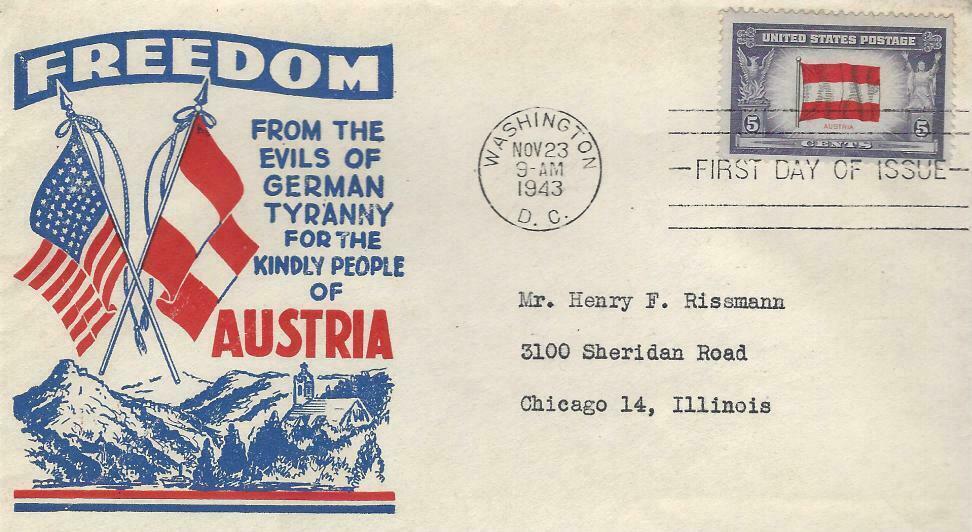 FREEDOM
FROM THE
EVILS OF
GERMAN
TYRANNY
FOR THE
KINDLY PEOPLE
OF
AUSTRIA
WASHINGTON
NOV 23
9-AM
1943
D. C.
UNITED STATES POSTAGE
AUSTRIA
5 5
CENTS
FIRST DAY OF ISSUE
Mr. Henry F. Rissmann
3100 Sheridan Road
Chicago 14, Illinois